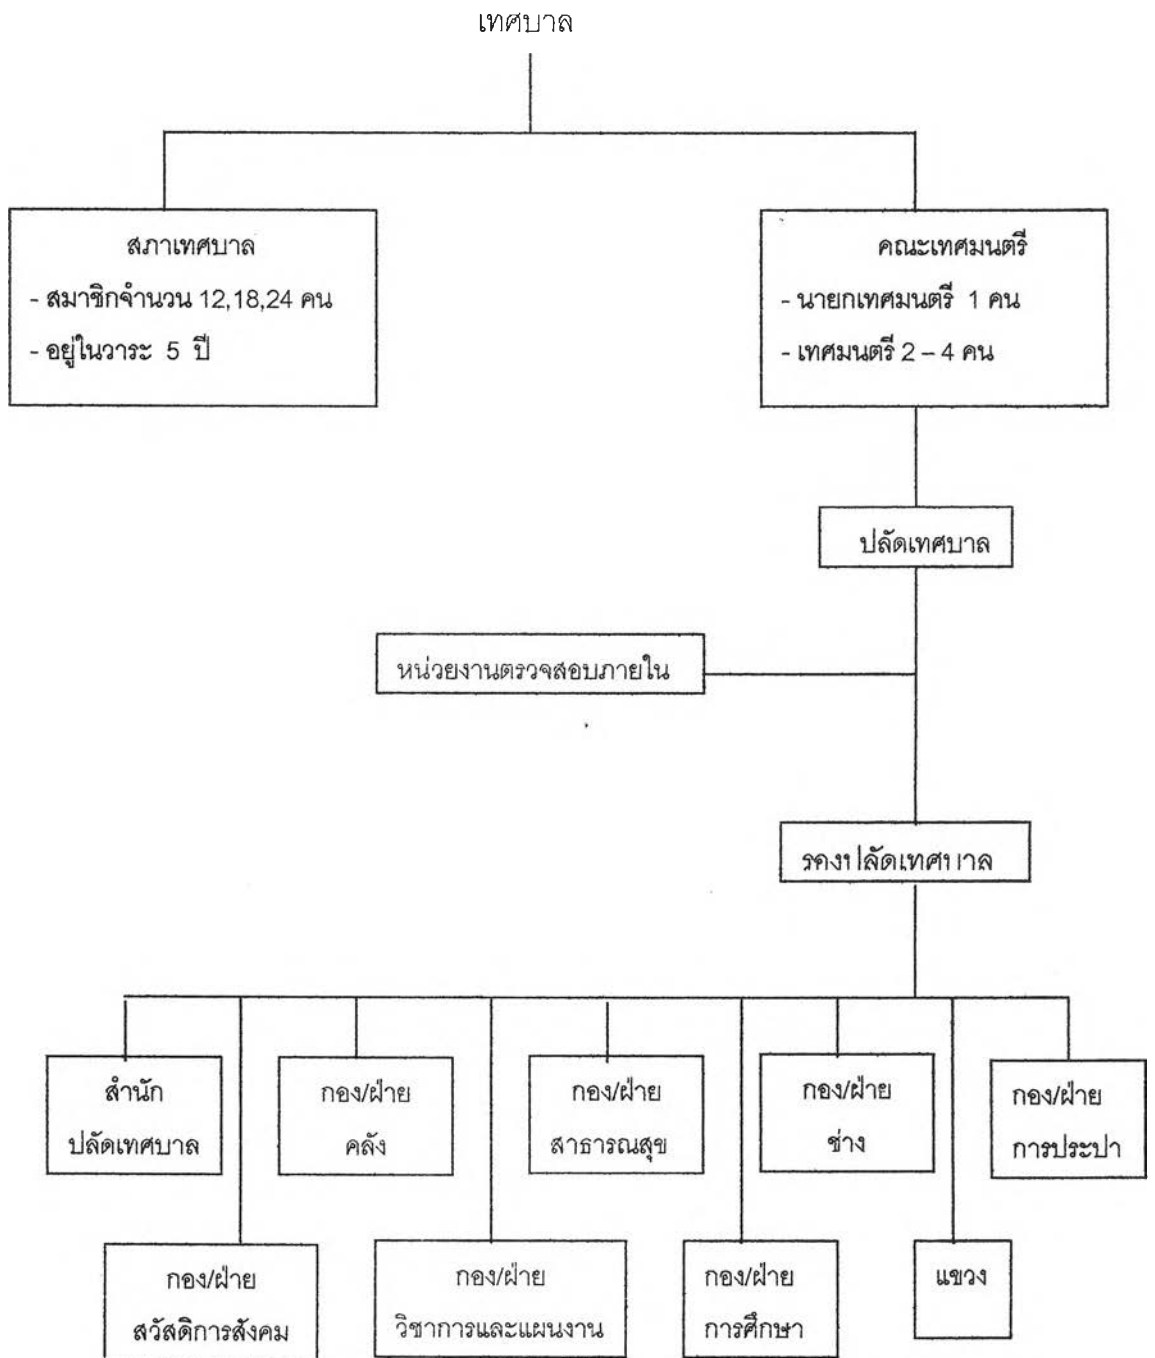 เทศบาล
สภาเทศบาล
- สมาชิกจำนวน 12,18,24 คน
- อยู่ในวาระ 5 ปี
คณะเทศมนตรี
- นายกเทศมนตรี 1 คน
- เทศมนตรี 2 – 4 คน
ปลัดเทศบาล
หน่วยงานตรวจสอบภายใน
รองปลัดเทศบาล
สำนัก
ปลัดเทศบาล
กอง/ฝ่าย
คลัง
กอง/ฝ่าย
สาธารณสุข
กอง/ฝ่าย
ช่าง
กอง/ฝ่าย
การประปา
กอง/ฝ่าย
สวัสดิการสังคม
กอง/ฝ่าย
วิชาการและแผนงาน
กอง/ฝ่าย
การศึกษา
แขวง